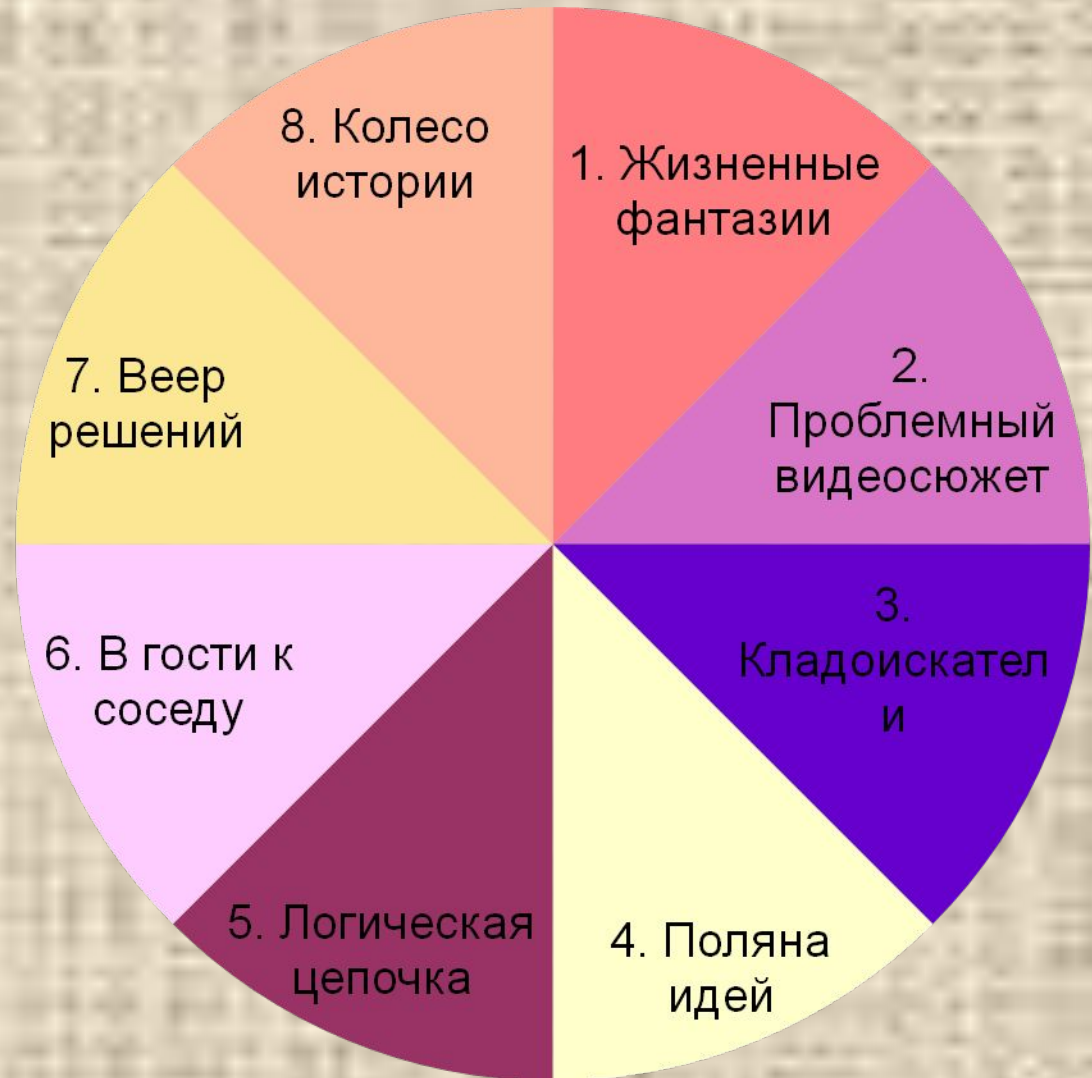 1. Жизненные
фантазии
2.
Проблемный
видеосюжет
3.
Кладоискател
и
4. Поляна
идей
5. Логическая
цепочка
6. В гости к
соседу
7. Веер
решений
8. Колесо
истории